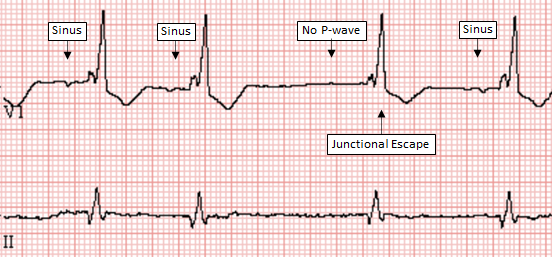 Sinus
Sinus
No P-wave
Sinus
V1
Junctional Escape
II